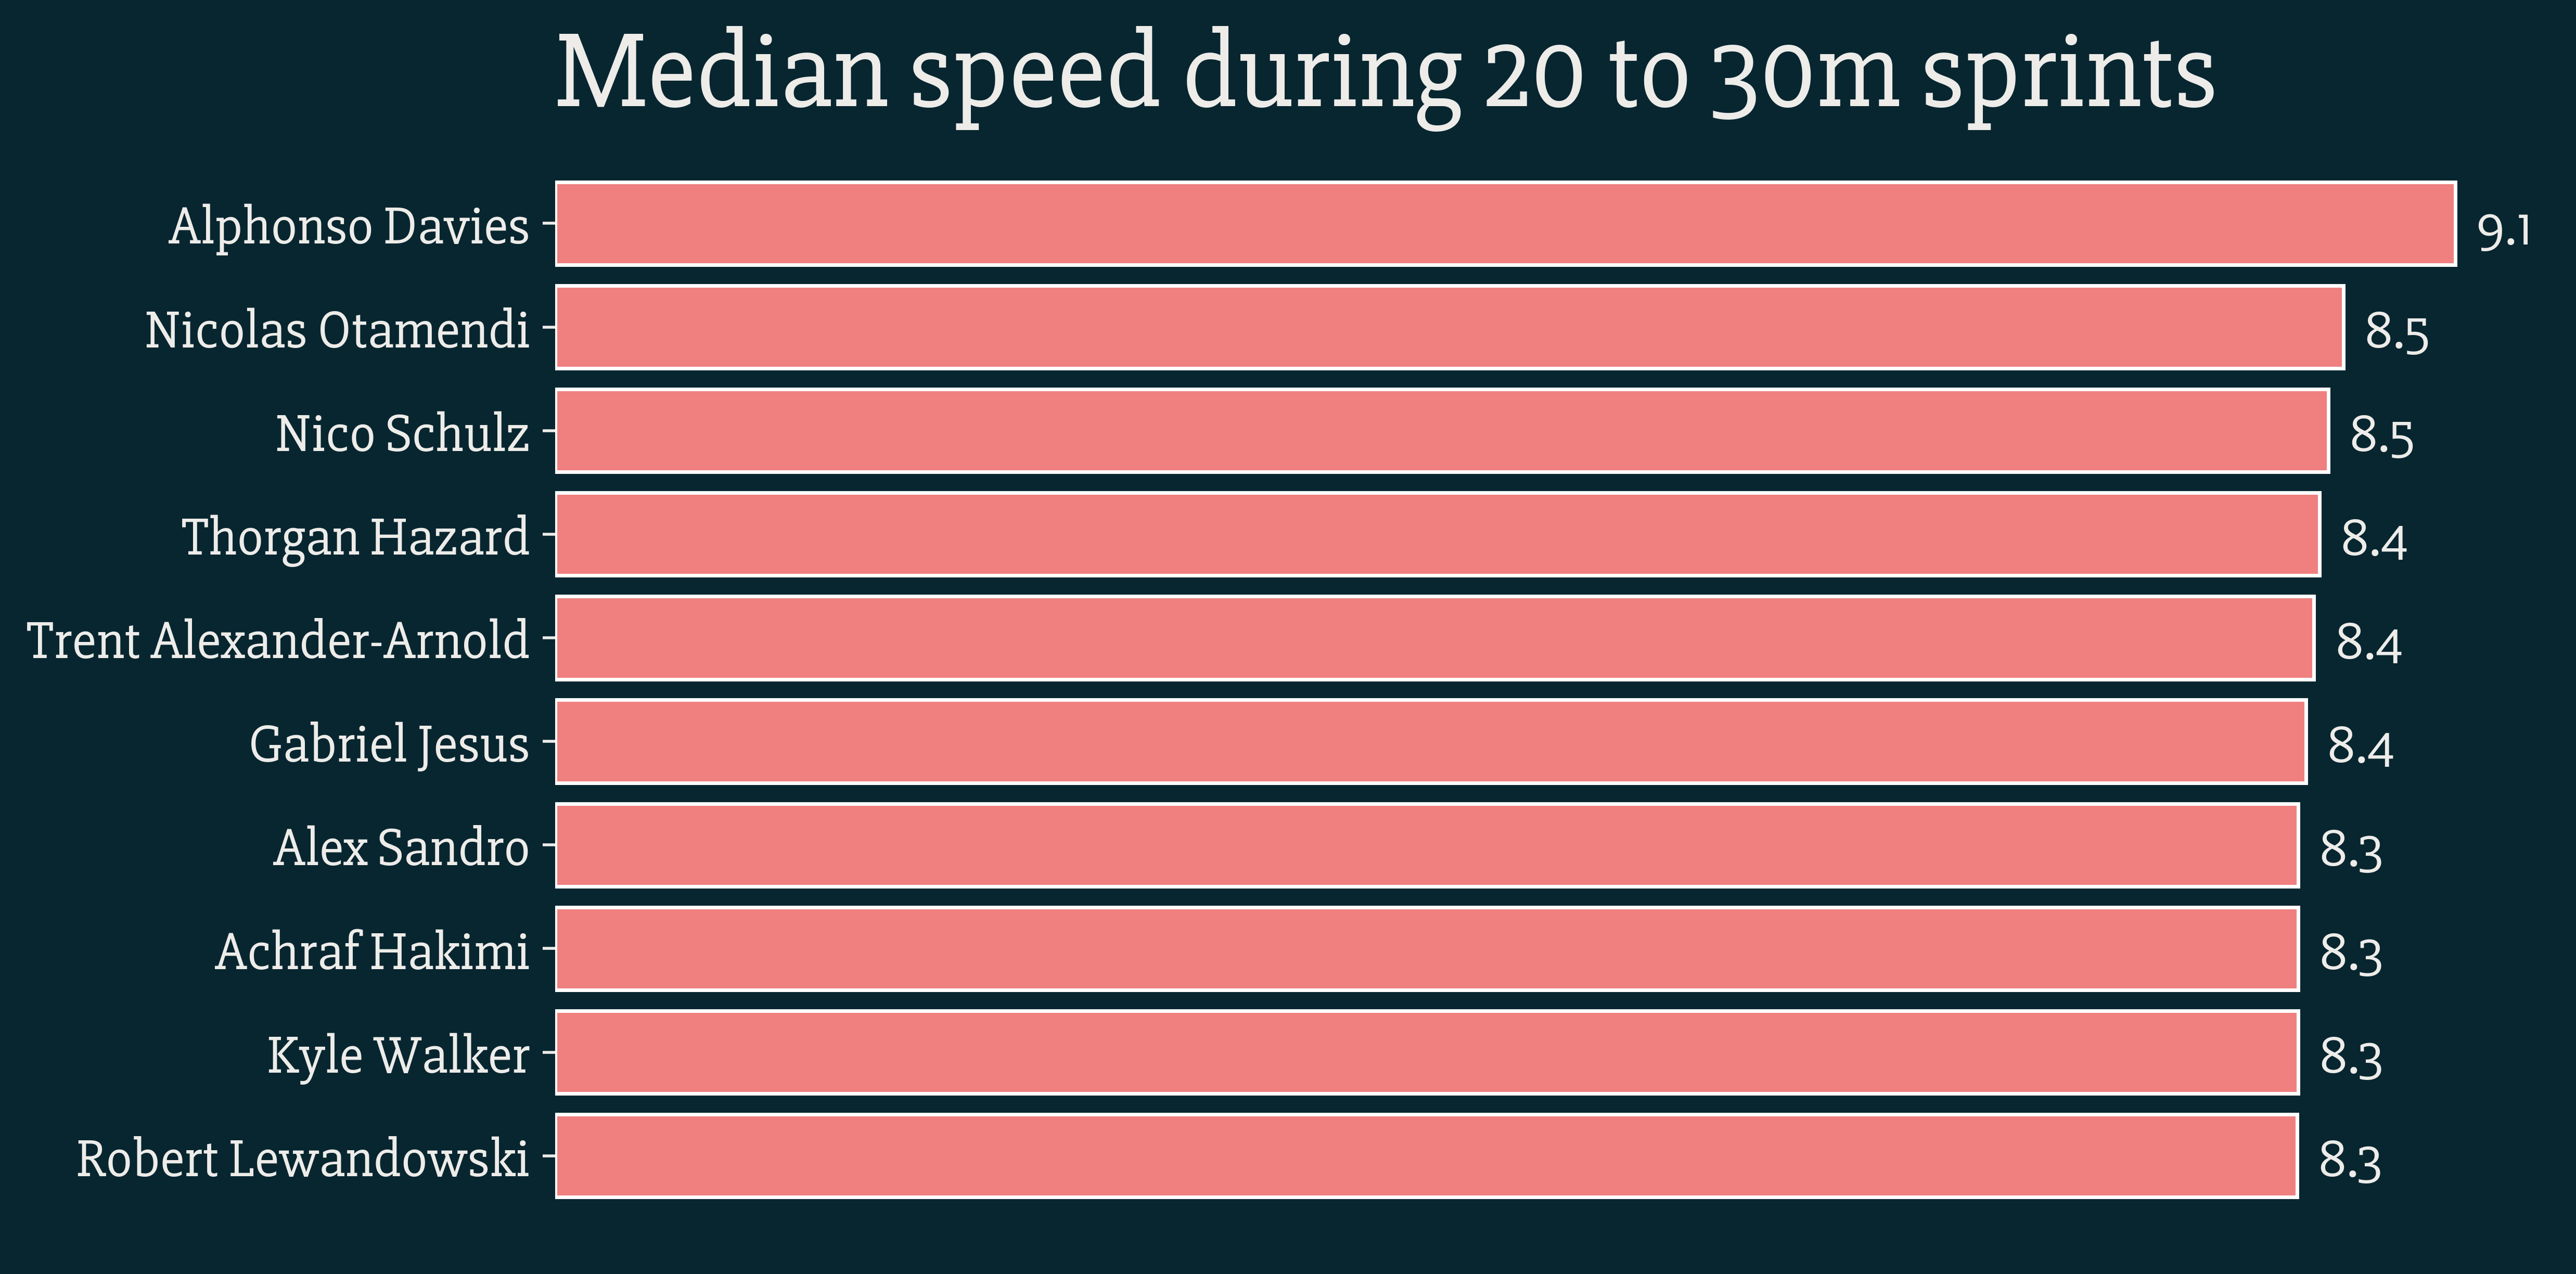 Median speed during 20 to 30m sprints
Alphonso Davies 9.1
Nicolas Otamendi 8.5
Nico Schulz 8.5
Thorgan Hazard 8.4
Trent Alexander-Arnold 8.4
Gabriel Jesus 8.4
Alex Sandro 8.3
Achraf Hakimi 8.3
Kyle Walker 8.3
Robert Lewandowski 8.3